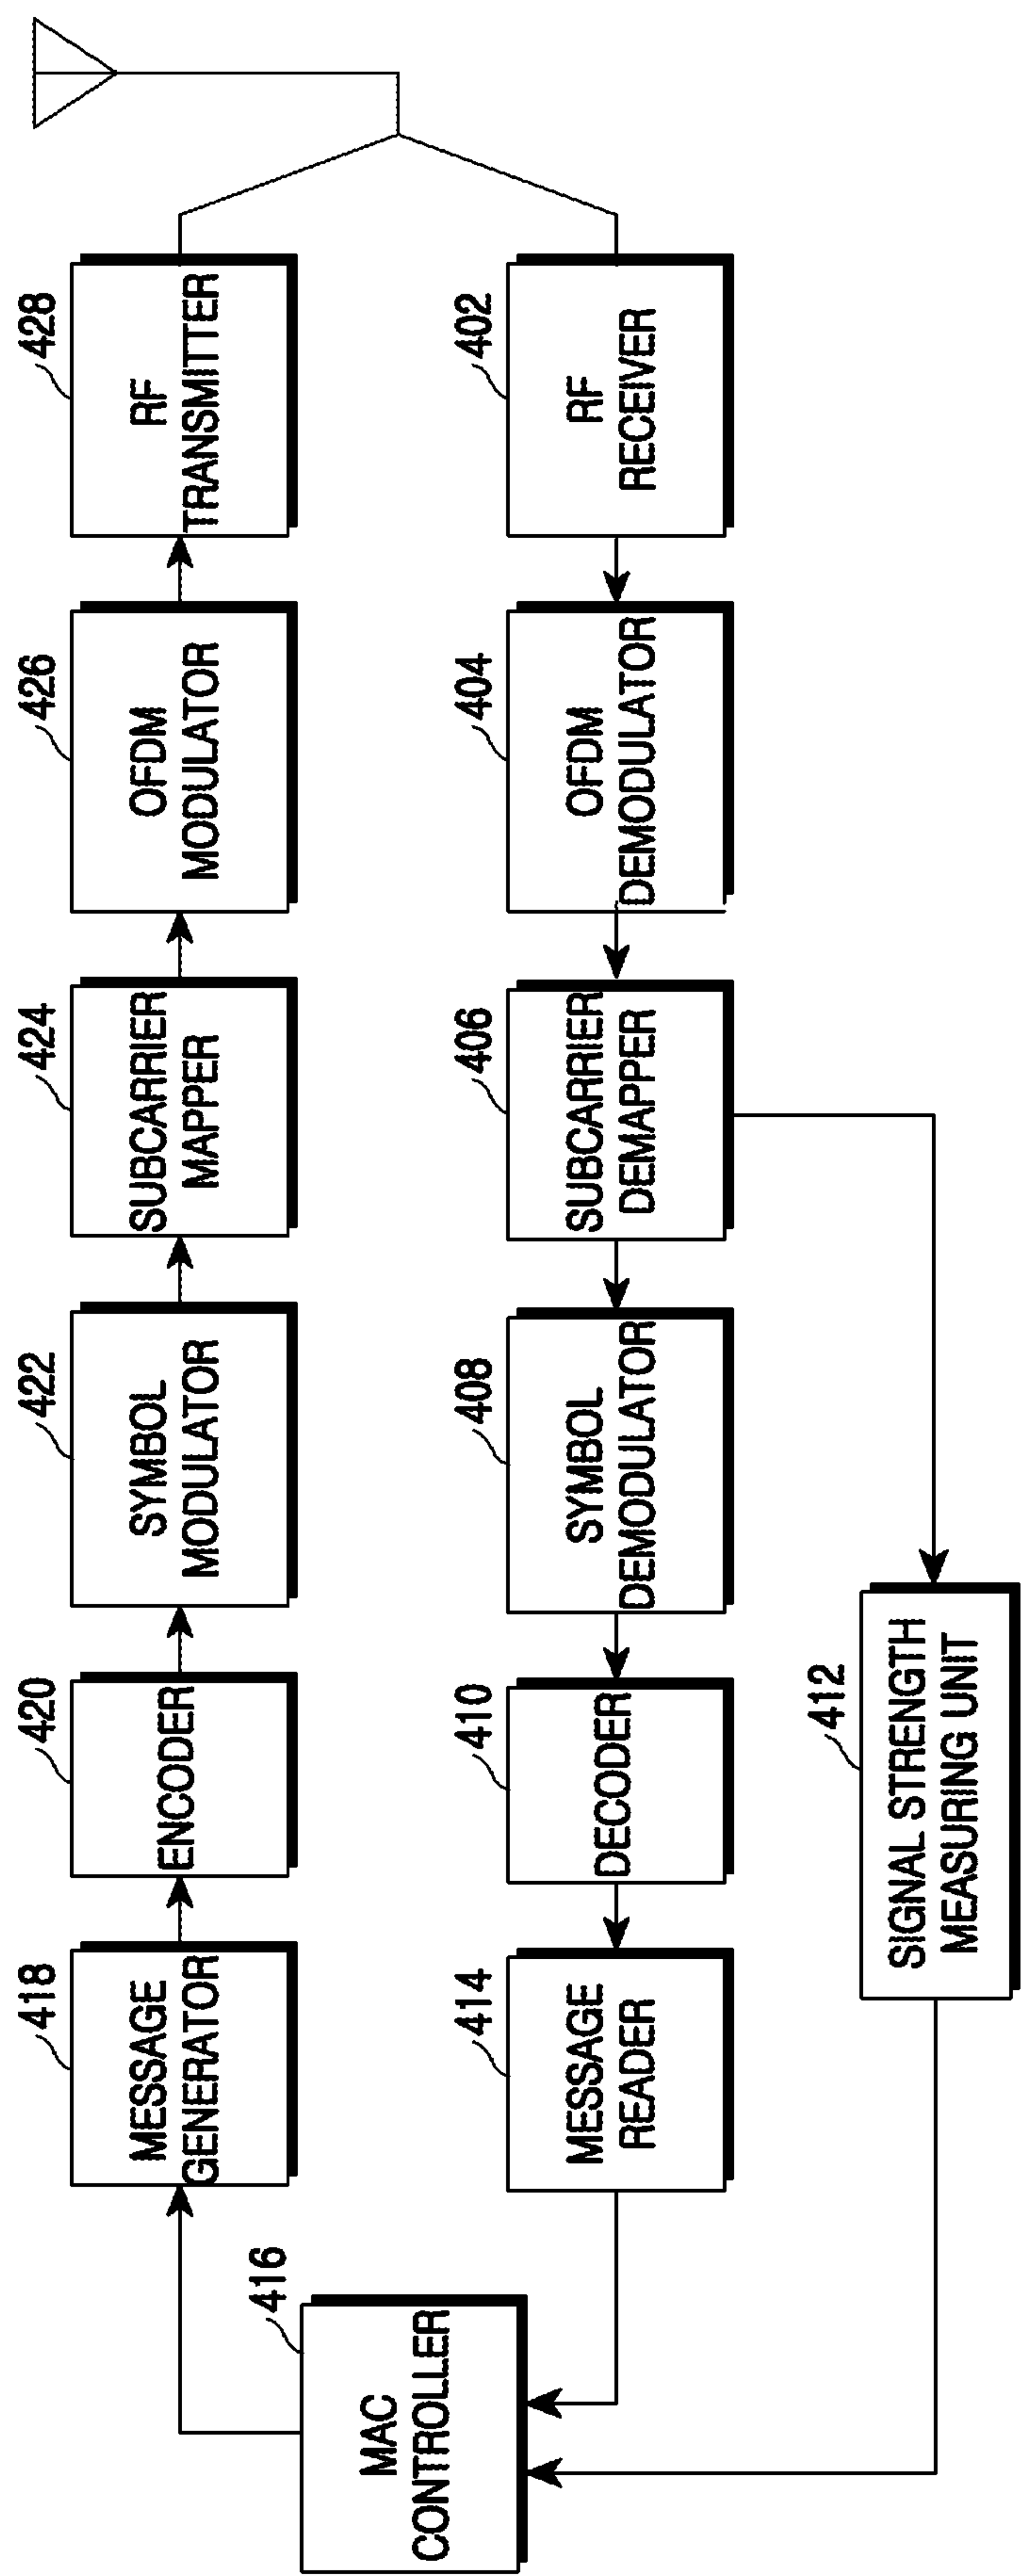 416
MAC
CONTROLLER
418
MESSAGE
GENERATOR
420
ENCODER
422
SYMBOL
MODULATOR
424
SUBCARRIER
MAPPER
426
OFDM
MODULATOR
428
RF
TRANSMITTER
414
MESSAGE
READER
410
DECODER
408
SYMBOL
DEMODULATOR
406
SUBCARRIER
DEMAPPER
404
OFDM
DEMODULATOR
402
RF
RECEIVER
412
SIGNAL STRENGTH
MEASURING UNIT